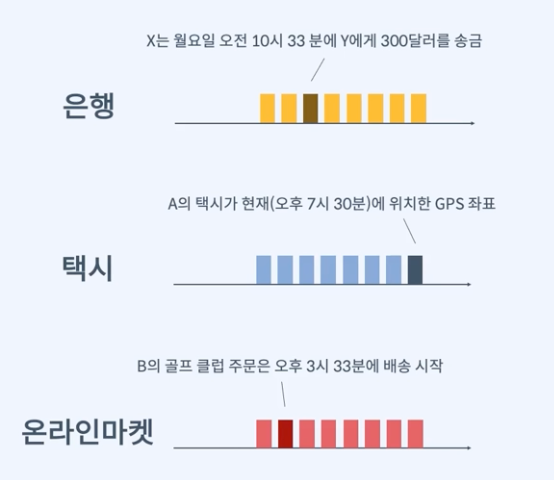 X는 월요일 오전 10시 33 분에 Y에게 300달러를 송금
은행
A의 택시가 현재(오후 7시 30분)에 위치한 GPS 좌표
택시
B의 골프 클럽 주문은 오후 3시 33분에 배송 시작
온라인마켓